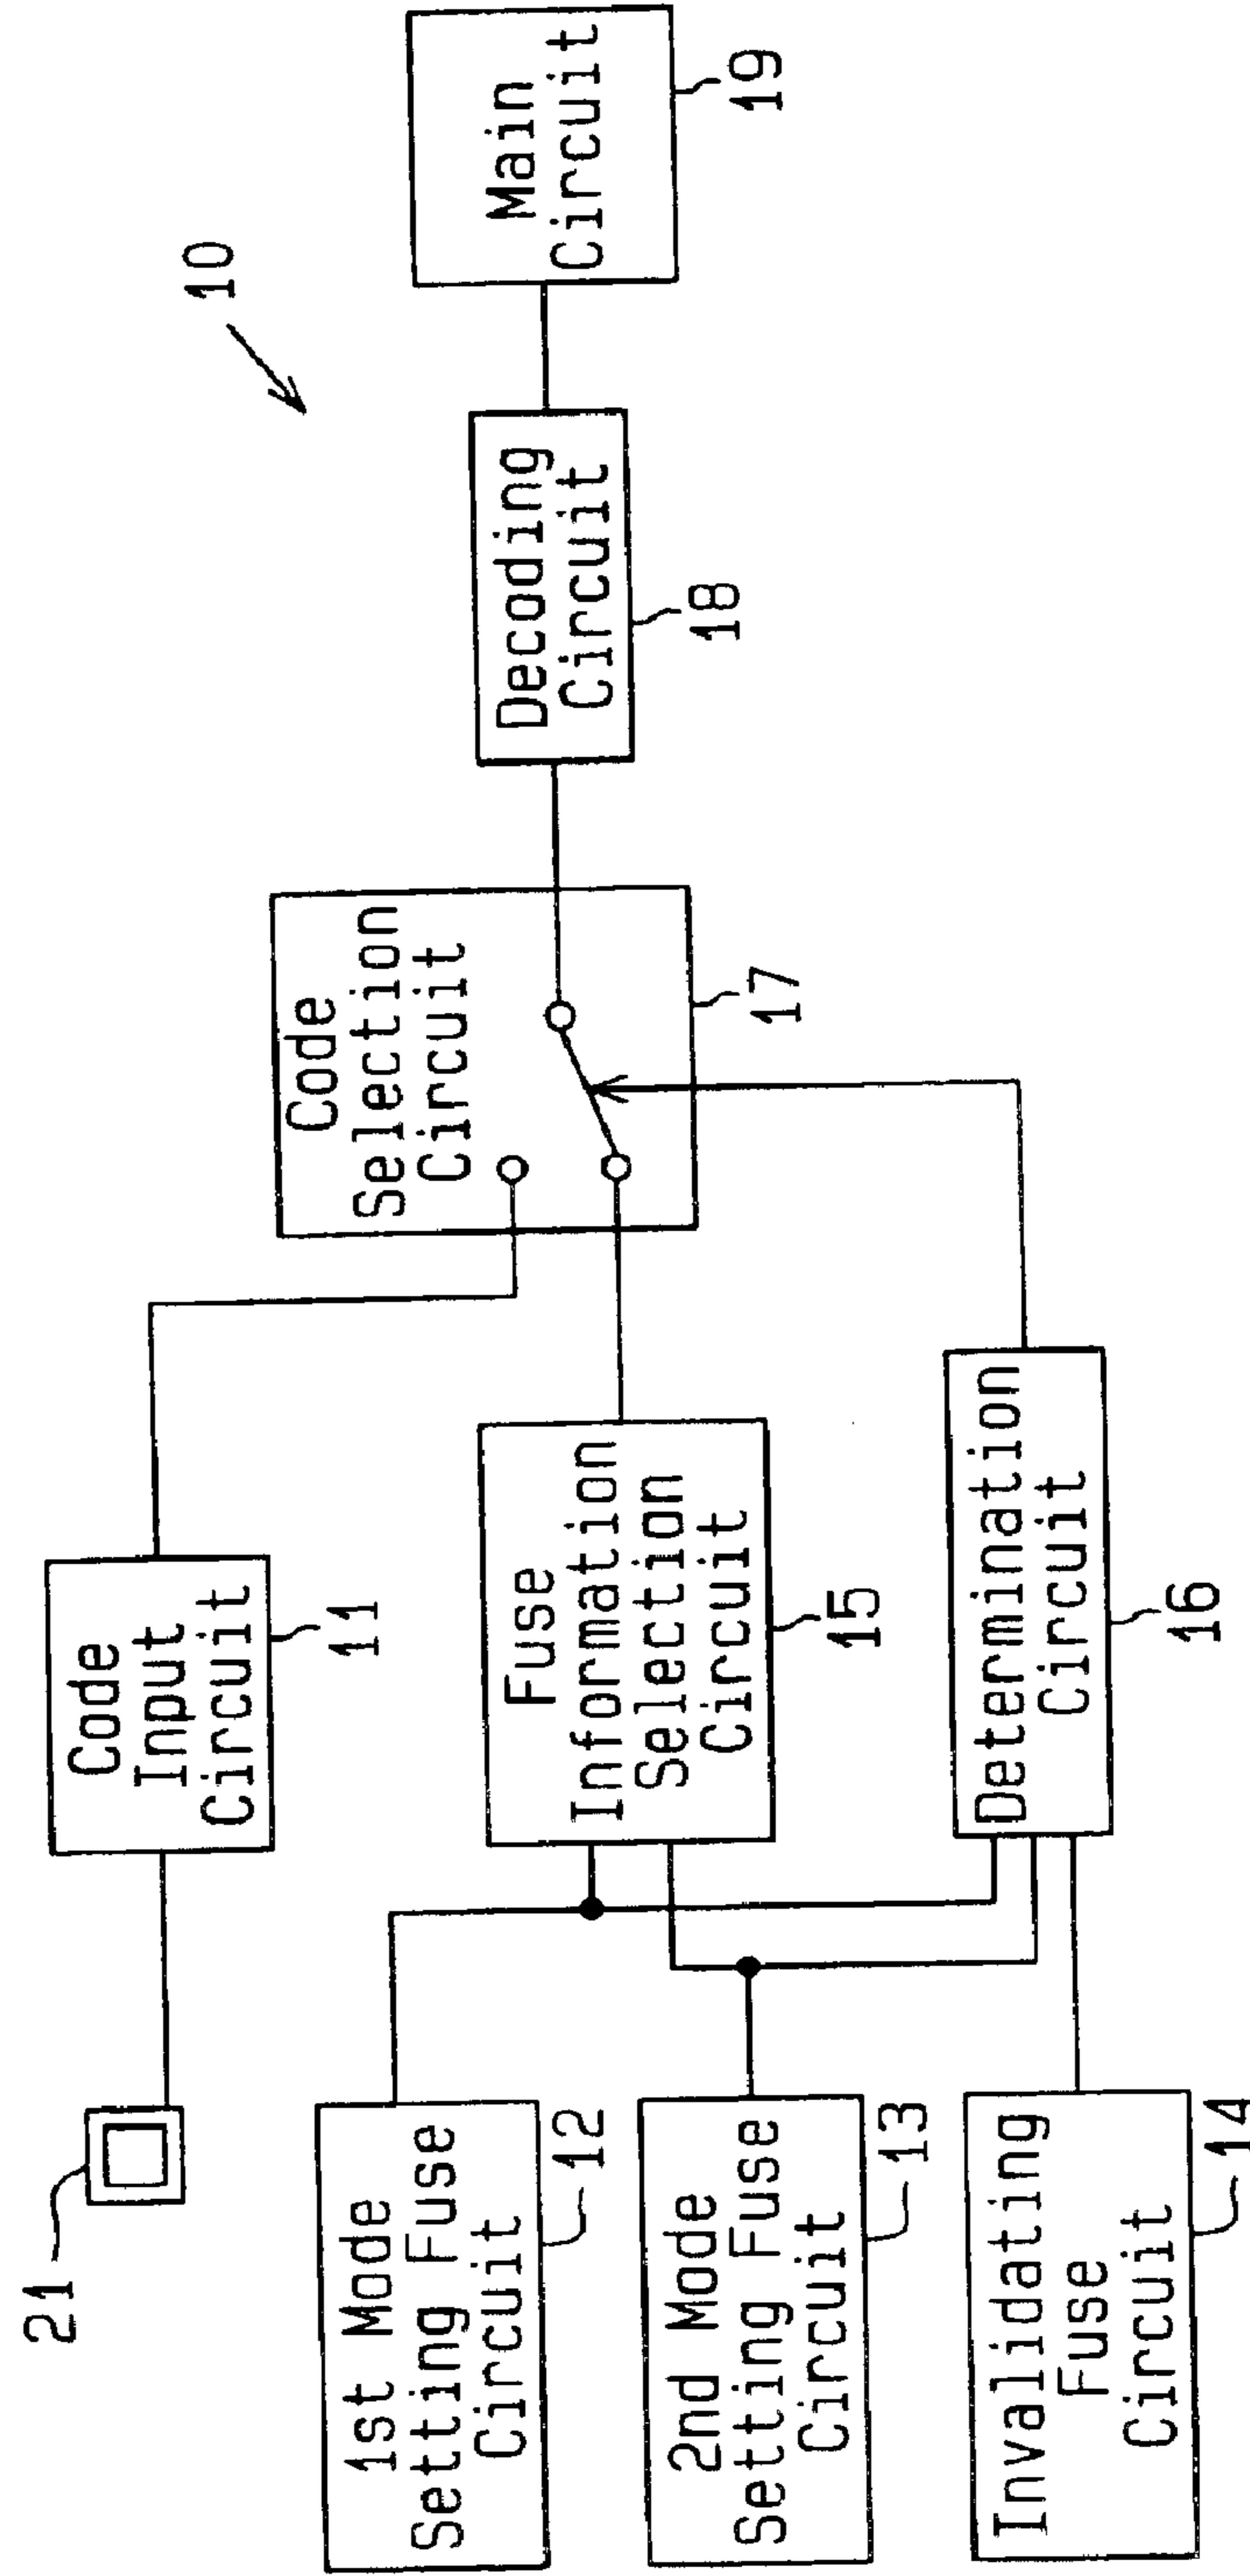 10
21
Code
Input
Circuit
11
1st Mode
Setting Fuse
Circuit
12
2nd Mode
Setting Fuse
Circuit
13
Invalidating
Fuse
Circuit
14
Fuse
Information
Selection
Circuit
15
Determination
Circuit
16
Code
Selection
Circuit
17
Decoding
Circuit
18
Main
Circuit
19